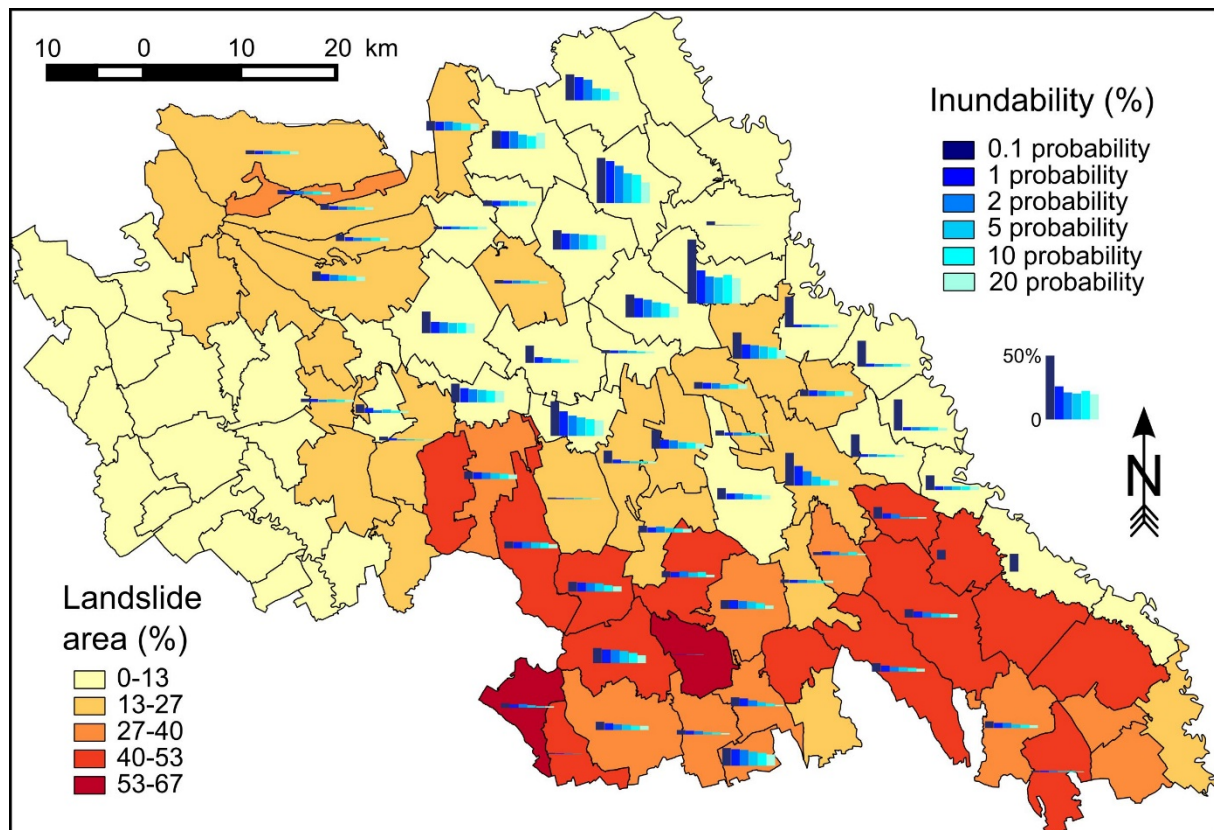 10 0 10 20 km
Inundability (%)
0.1 probability
1 probability
2 probability
5 probability
10 probability
20 probability
50%
0
N
Landslide
area (%)
0-13
13-27
27-40
40-53
53-67